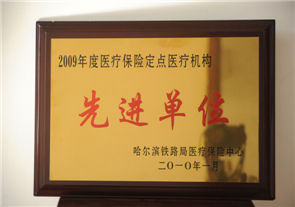 2009年度医疗保险定点医疗机构
先进单位
哈尔滨铁路局医疗保险中心
二〇一〇年一月